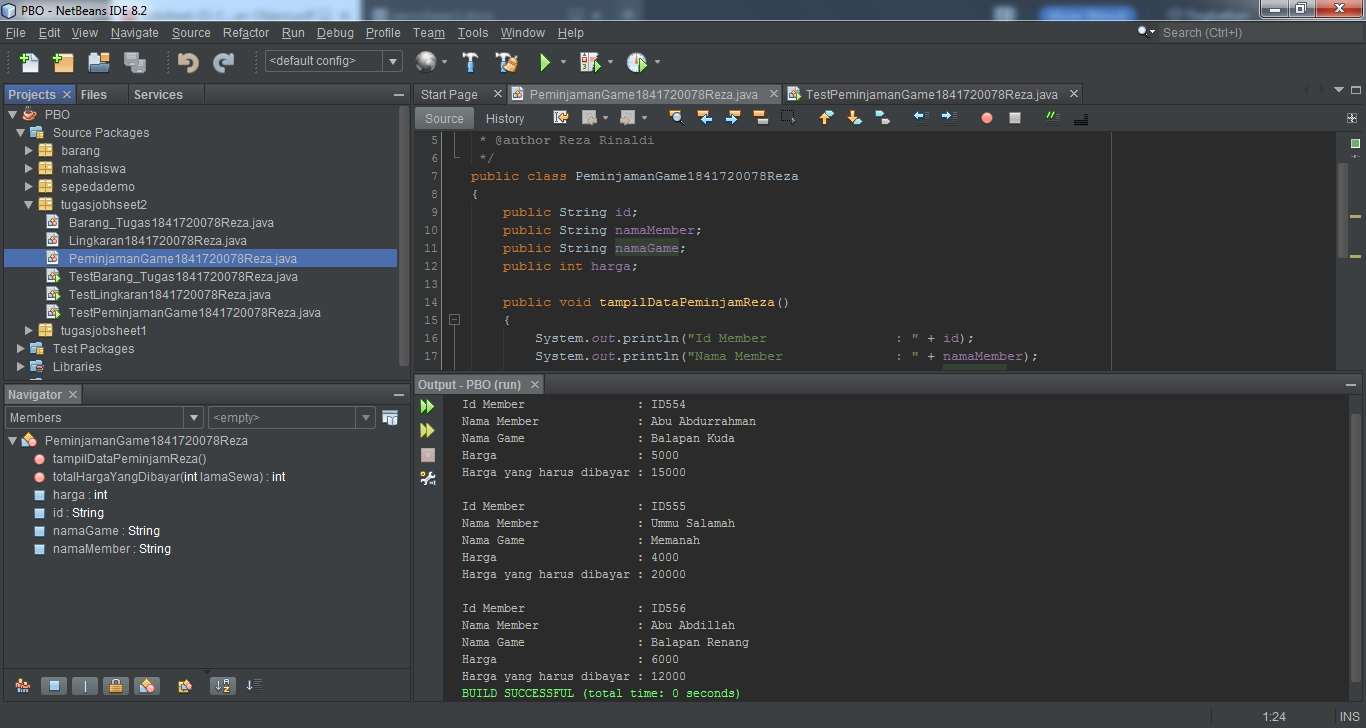 PBO - NetBeans IDE 8.2
File Edit View Navigate Source Refactor Run Debug Profile Team Tools Window Help
Search (Ctrl+I)
<default config>
Projects Files Services
PBO
Source Packages
barang
mahasiswa
sepedademo
tugasjobhseet2
Barang_Tugas1841720078Reza.java
Lingkaran1841720078Reza.java
PeminjamanGame1841720078Reza.java
TestBarang_Tugas1841720078Reza.java
TestLingkaran1841720078Reza.java
TestPeminjamanGame1841720078Reza.java
tugasjobsheet1
Test Packages
Libraries
Navigator
Members <empty>
PeminjamanGame1841720078Reza
tampilDataPeminjamReza()
totalHargaYangDibayar(int lamaSewa) : int
harga : int
id : String
namaGame : String
namaMember : String
Start Page PeminjamanGame1841720078Reza.java TestPeminjamanGame1841720078Reza.java
Source History
5 * @author Reza Rinaldi
6 */
7 public class PeminjamanGame1841720078Reza
8 {
9 public String id;
10 public String namaMember;
11 public String namaGame;
12 public int harga;
13
14 public void tampilDataPeminjamReza()
15 {
16 System.out.println("Id Member : " + id);
17 System.out.println("Nama Member : " + namaMember);
Output - PBO (run)
Id Member : ID554
Nama Member : Abu Abdurrahman
Nama Game : Balapan Kuda
Harga : 5000
Harga yang harus dibayar : 15000
Id Member : ID555
Nama Member : Ummu Salamah
Nama Game : Memanah
Harga : 4000
Harga yang harus dibayar : 20000
Id Member : ID556
Nama Member : Abu Abdillah
Nama Game : Balapan Renang
Harga : 6000
Harga yang harus dibayar : 12000
BUILD SUCCESSFUL (total time: 0 seconds)
1:24 INS